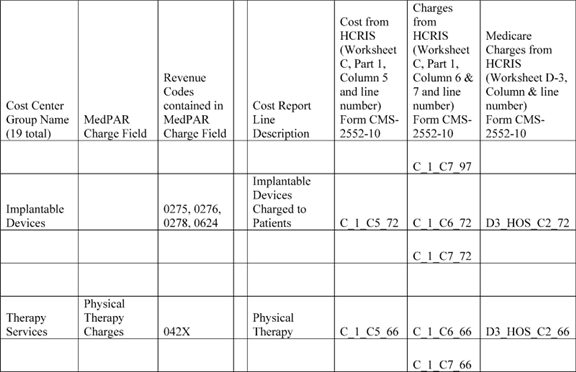 Cost Center
Group Name
(19 total)
MedPAR
Charge Field
Revenue
Codes
contained in
MedPAR
Charge Field
Cost Report
Line
Description
Cost from
HCRIS
(Worksheet
C, Part 1,
Column 5
and line
number)
Form CMS-
2552-10
Charges
from
HCRIS
(Worksheet
C, Part 1,
Column 6 &
7 and line
number)
Form CMS-
2552-10
Medicare
Charges from
HCRIS
(Worksheet D-3,
Column & line
number)
Form CMS-
2552-10
C_1_C7_97
Implantable
Devices
0275, 0276,
0278, 0624
Implantable
Devices
Charged to
Patients
C_1_C5_72
C_1_C6_72
D3_HOS_C2_72
C_1_C7_72
Therapy
Services
Physical
Therapy
Charges
042X
Physical
Therapy
C_1_C5_66
C_1_C6_66
D3_HOS_C2_66
C_1_C7_66